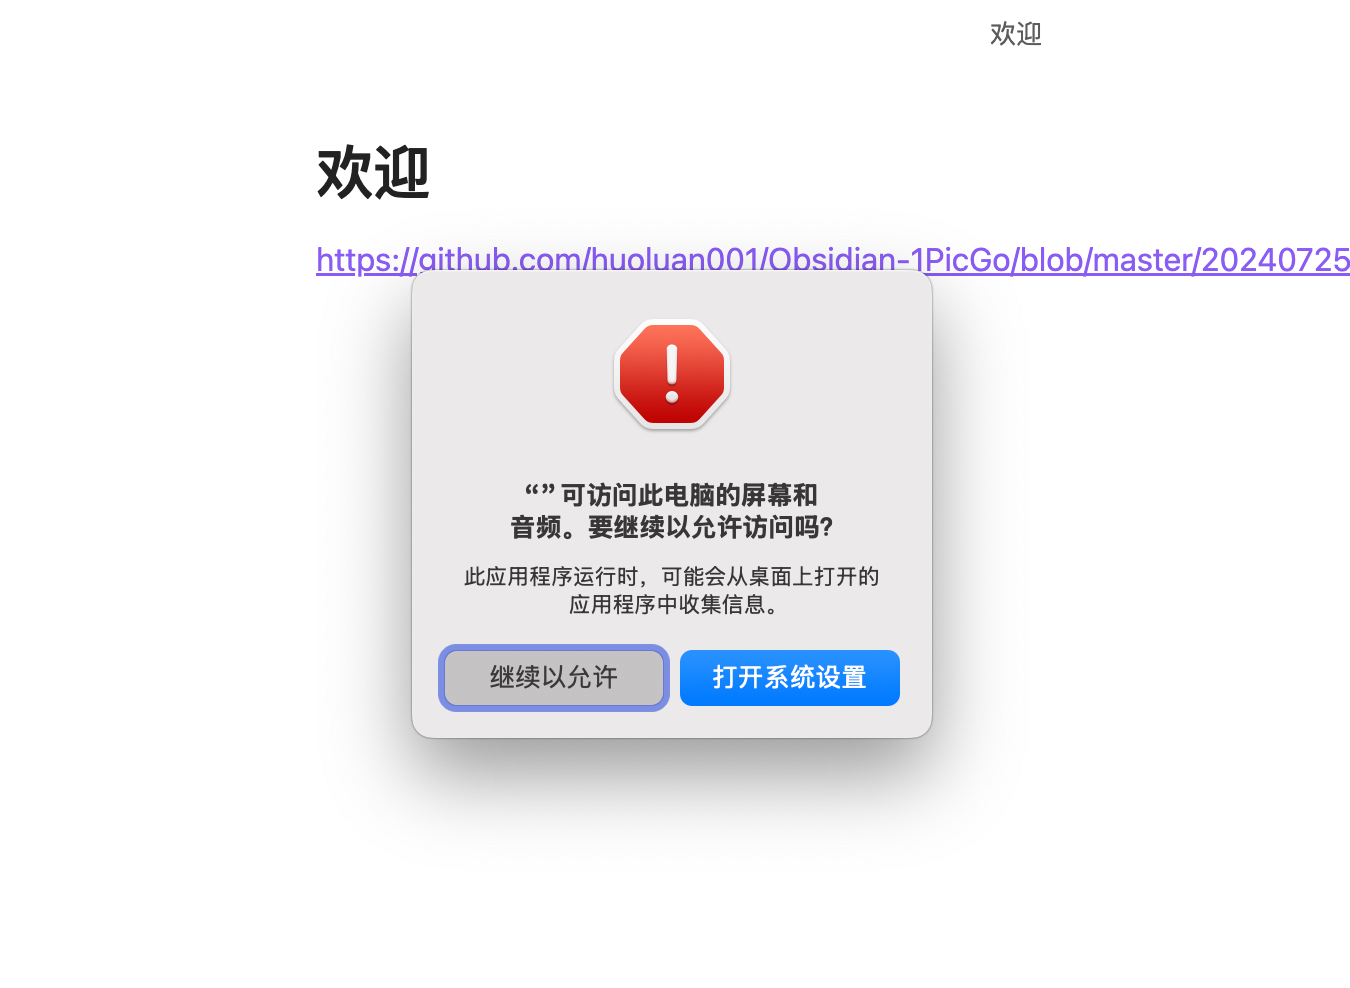 欢迎
欢迎
https://github.com/huoluan001/Obsidian-1PicGo/blob/master/20240725
“” 可访问此电脑的屏幕和
音频。要继续以允许访问吗?
此应用程序运行时，可能会从桌面上打开的
应用程序中收集信息。
继续以允许
打开系统设置